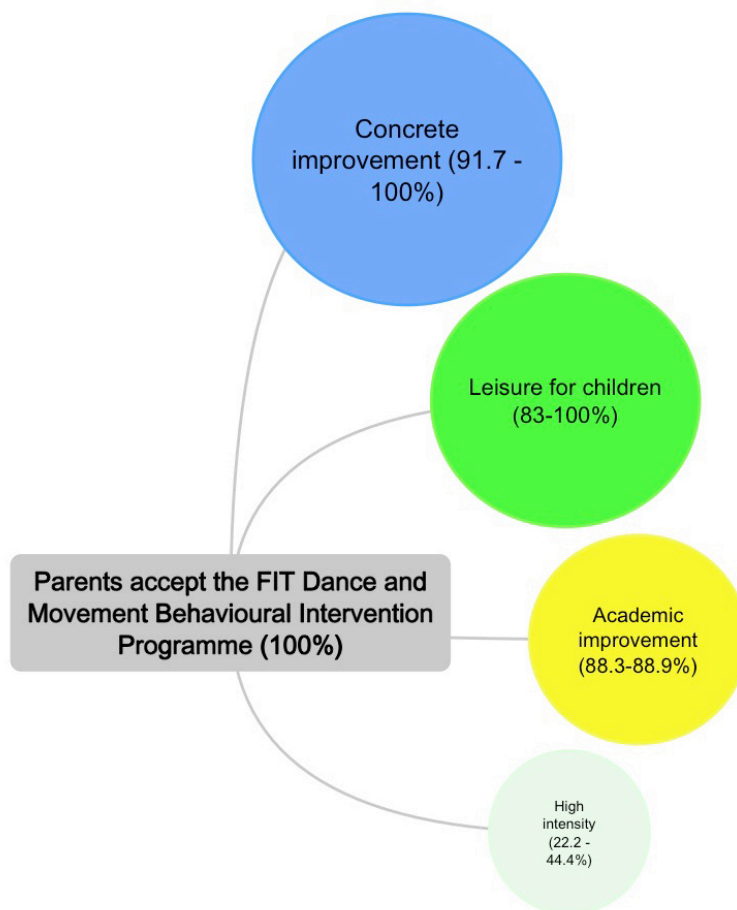 Concrete
improvement (91.7 -
100%)
Leisure for children
(83-100%)
Parents accept the FIT Dance and
Movement Behavioural Intervention
Programme (100%)
Academic
improvement
(88.3-88.9%)
High
intensity
(22.2 -
44.4%)